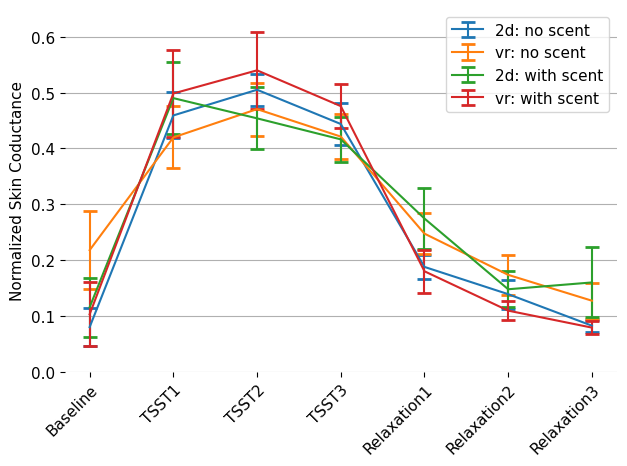 2d: no scent
vr: no scent
2d: with scent
vr: with scent
Normalized Skin Coductance
0.6
0.5
0.4
0.3
0.2
0.1
0.0
Baseline
TSST1
TSST2
TSST3
Relaxation1
Relaxation2
Relaxation3